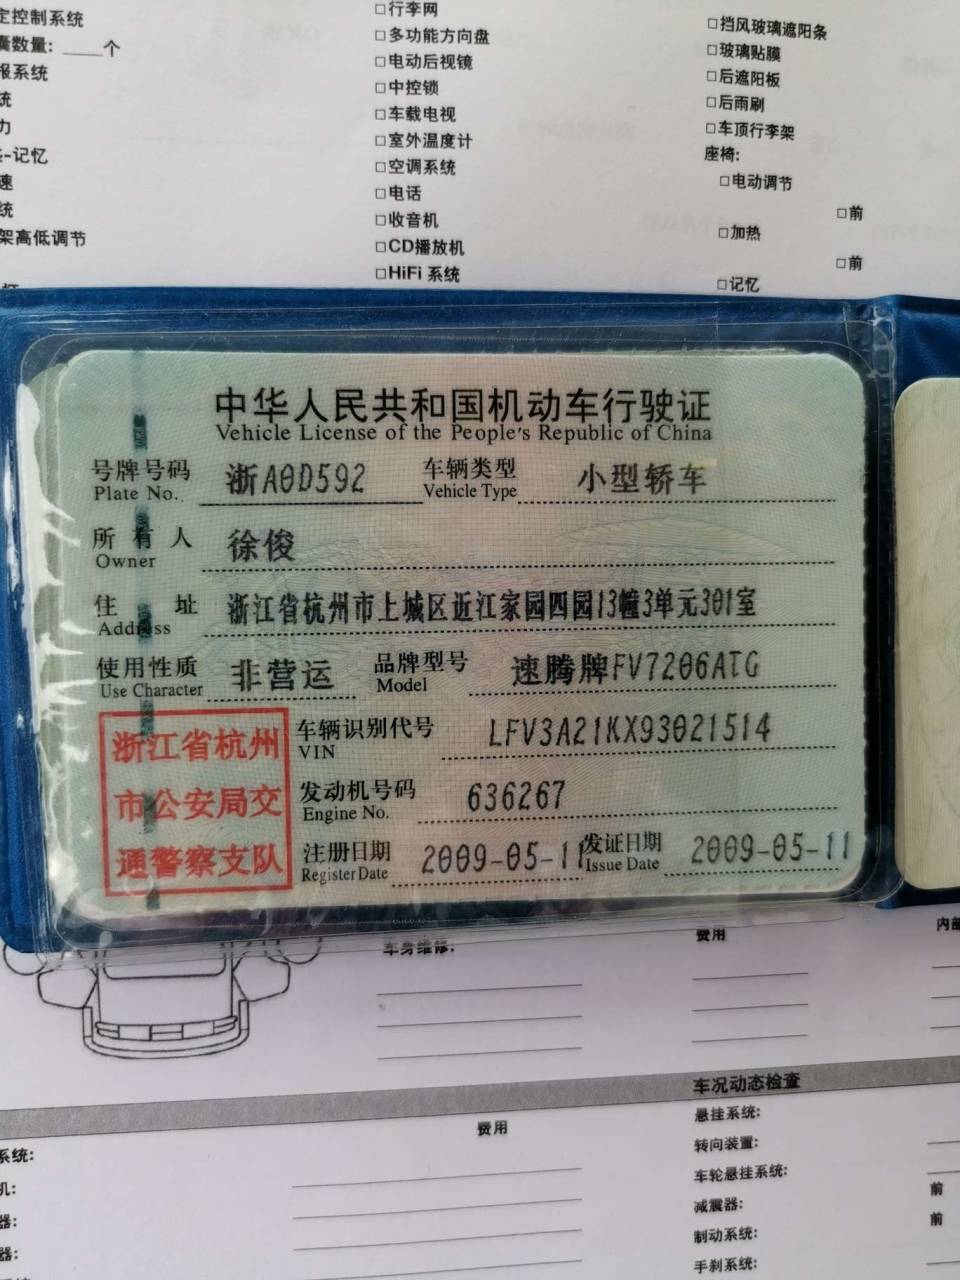 定控制系统
囊数量: ____个
报系统
统
力
-记忆
速
统
架高低调节
□行李网
□多功能方向盘
□电动后视镜
□中控锁
□车载电视
□室外温度计
□空调系统
□电话
□收音机
□CD播放机
□HiFi 系统
□挡风玻璃遮阳条
□玻璃贴膜
□后遮阳板
□后雨刷
□车顶行李架
座椅:
□电动调节
□前
□加热
□前
□记忆
中华人民共和国机动车行驶证
Vehicle License of the People's Republic of China
号牌号码 浙A0D592 车辆类型 小型轿车
Plate No. Vehicle Type
所有人 徐俊
Owner
住址 浙江省杭州市上城区近江家园四园13幢3单元301室
Address
使用性质 非营运 品牌型号 速腾牌FV7206ATG
Use Character Model
浙江省杭州
市公安局交
通警察支队
车辆识别代号 LFV3A21KX93021514
VIN
发动机号码 636267
Engine No.
注册日期 2009-05-11 发证日期 2009-05-11
Register Date Issue Date
车身维修:
费用
内部
车况动态检查
费用
系统:
机:
器:
器:
悬挂系统:
转向装置:
车轮悬挂系统:
前
减震器:
前
制动系统:
手刹系统: